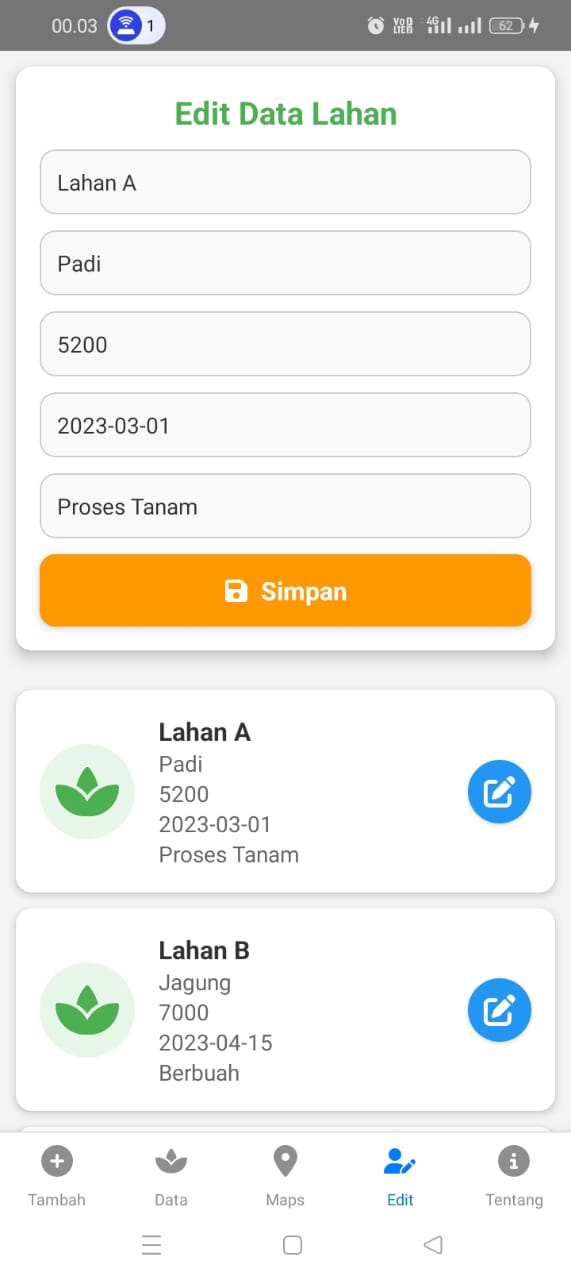 00.03 1 VoD LTE 4G 62
Edit Data Lahan
Lahan A
Padi
5200
2023-03-01
Proses Tanam
Simpan
Lahan A
Padi
5200
2023-03-01
Proses Tanam
Lahan B
Jagung
7000
2023-04-15
Berbuah
Tambah Data Maps Edit Tentang